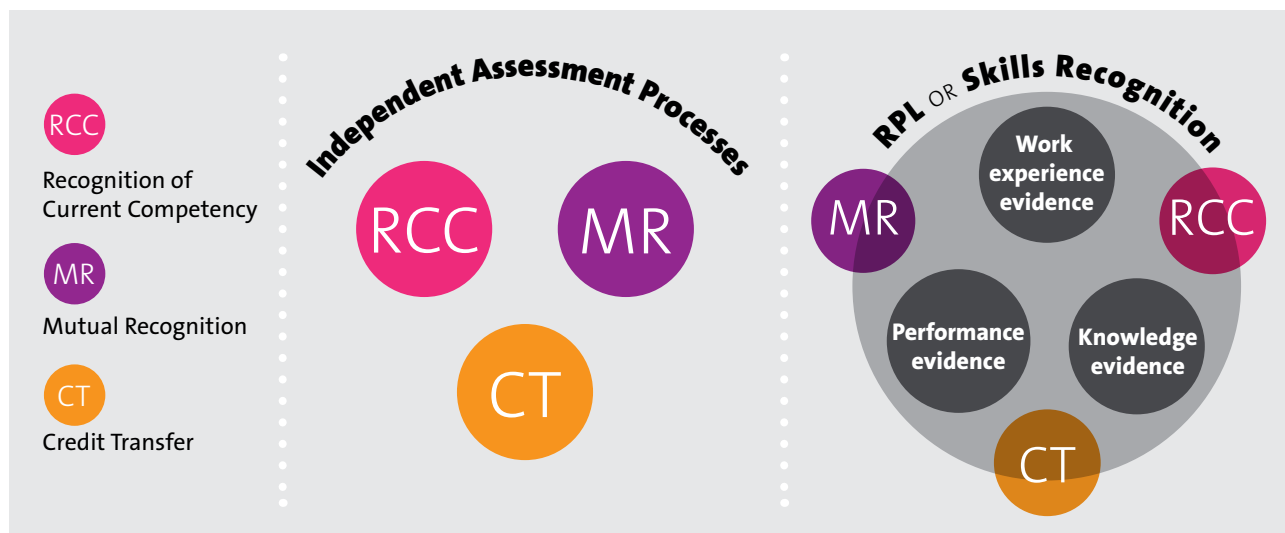 RCC
Recognition of
Current Competency
MR
Mutual Recognition
CT
Credit Transfer
Independent Assessment Processes
RCC
MR
CT
RPL OR Skills Recognition
Work
experience
evidence
MR
RCC
Performance
evidence
Knowledge
evidence
CT